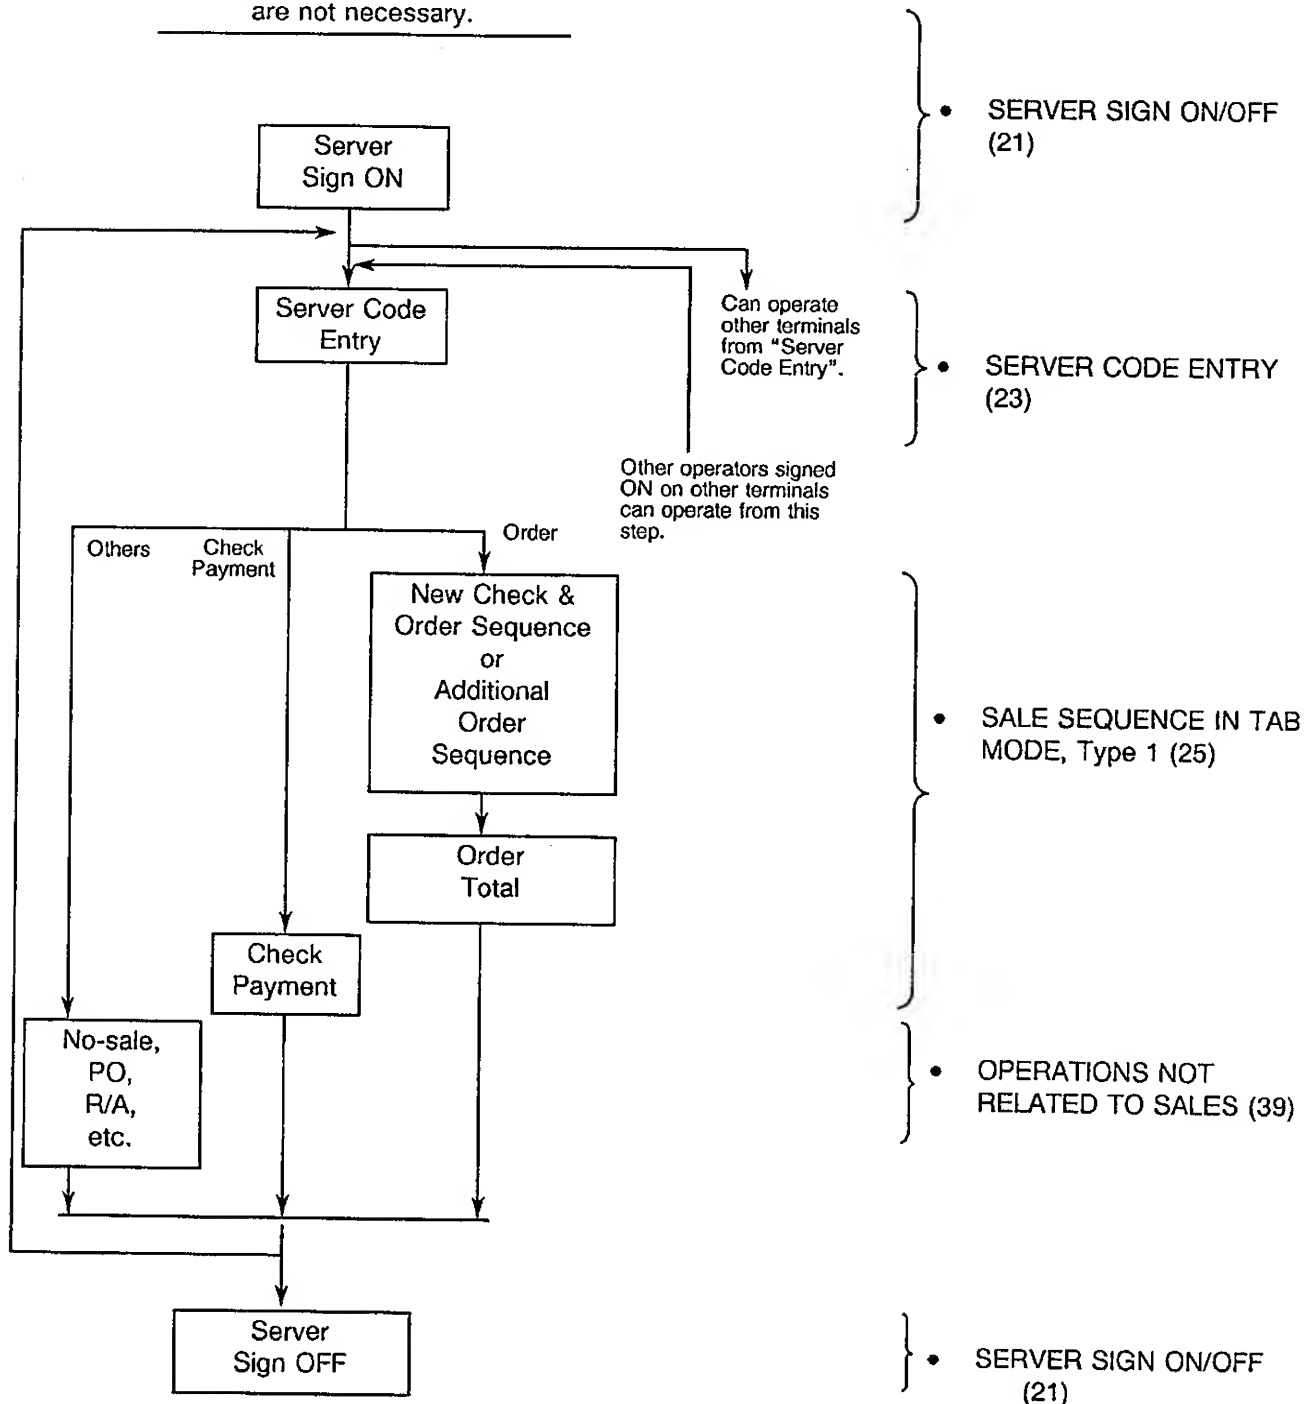 are not necessary.
Server
Sign ON
Server Code
Entry
Can operate
other terminals
from "Server
Code Entry".
Other operators signed
ON on other terminals
can operate from this
step.
Others
Check
Payment
Order
New Check &
Order Sequence
or
Additional
Order
Sequence
Order
Total
Check
Payment
No-sale,
PO,
R/A,
etc.
Server
Sign OFF
• SERVER SIGN ON/OFF
(21)
• SERVER CODE ENTRY
(23)
• SALE SEQUENCE IN TAB
MODE, Type 1 (25)
• OPERATIONS NOT
RELATED TO SALES (39)
• SERVER SIGN ON/OFF
(21)